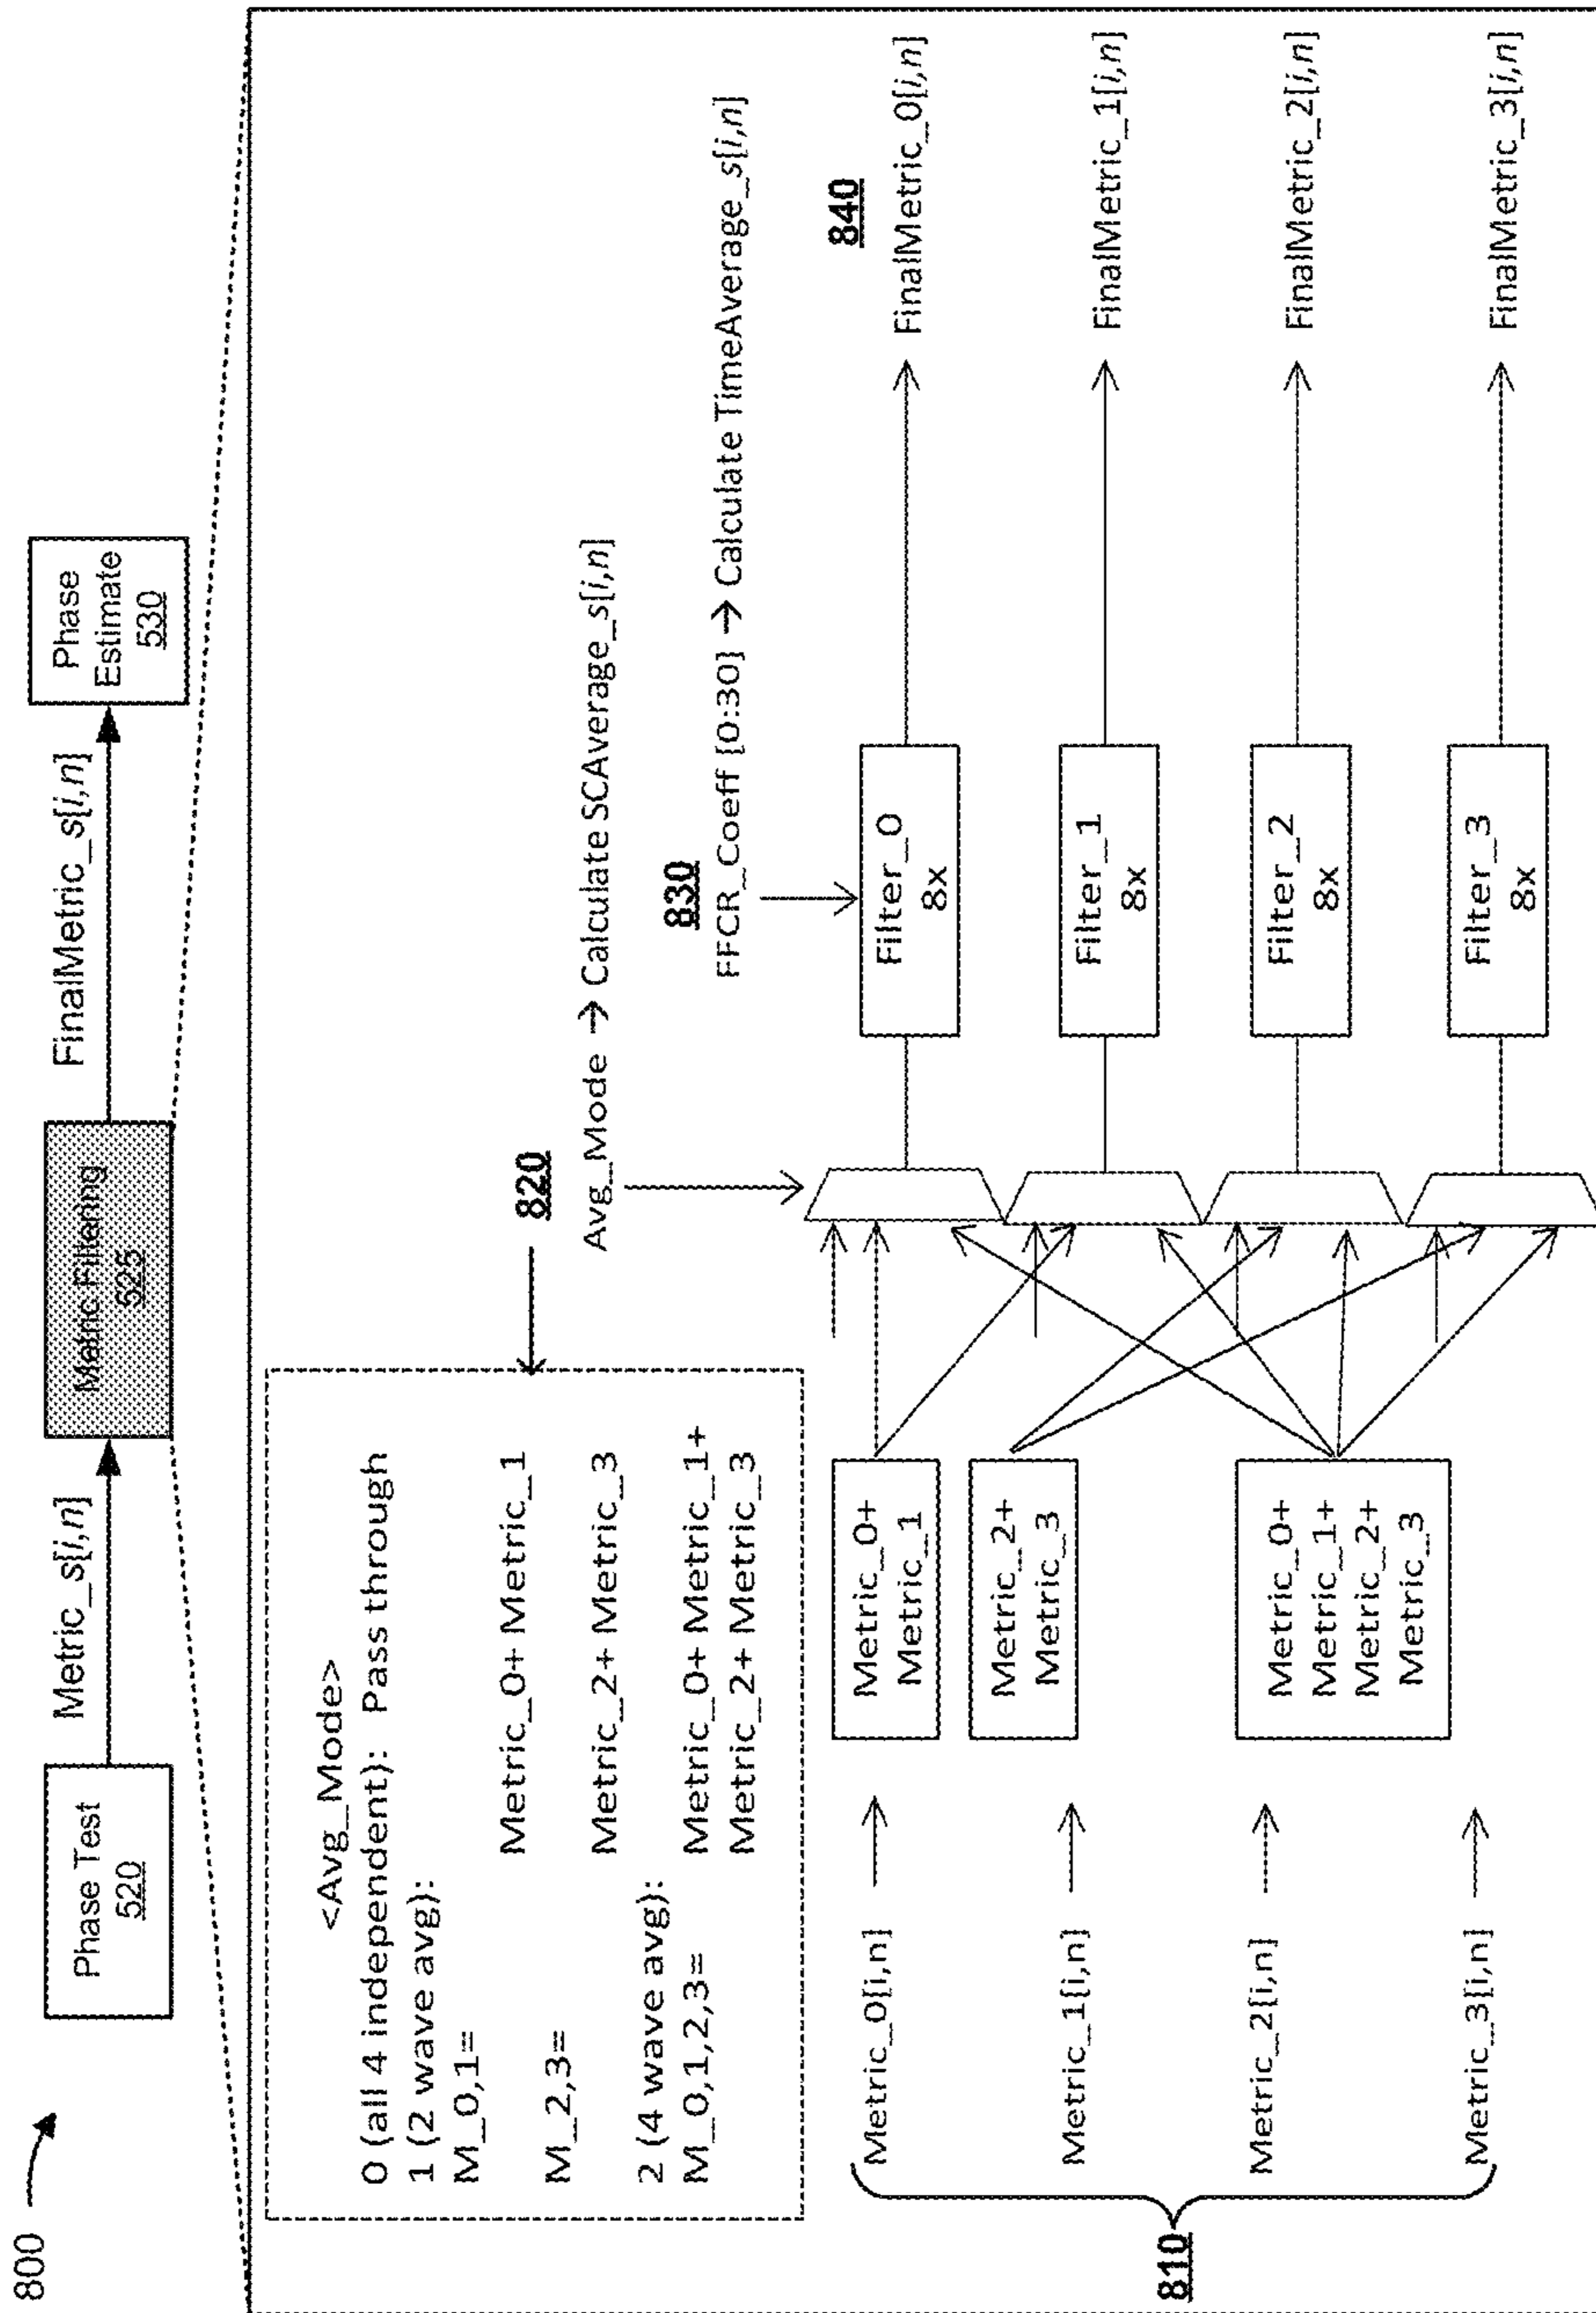 800
Phase Test
520
Metric_s[i,n]
Metric Filtering
525
FinalMetric_s[i,n]
Phase
Estimate
530
<Avg_Mode>
0 (all 4 independent): Pass through
1 (2 wave avg):
M_0,1=
Metric_0+ Metric_1
M_2,3=
Metric_2+ Metric_3
2 (4 wave avg):
M_0,1,2,3=
Metric_0+ Metric_1+
Metric_2+ Metric_3
820
Avg_Mode → Calculate SCAverage_s[i,n]
830
FFCR_Coeff [0:30] → Calculate TimeAverage_s[i,n]
840
810
Metric_0[i,n]
Metric_1[i,n]
Metric_2[i,n]
Metric_3[i,n]
Metric_0+
Metric_1
Metric_2+
Metric_3
Metric_0+
Metric_1+
Metric_2+
Metric_3
Filter_0
8x
Filter_1
8x
Filter_2
8x
Filter_3
8x
FinalMetric_0[i,n]
FinalMetric_1[i,n]
FinalMetric_2[i,n]
FinalMetric_3[i,n]